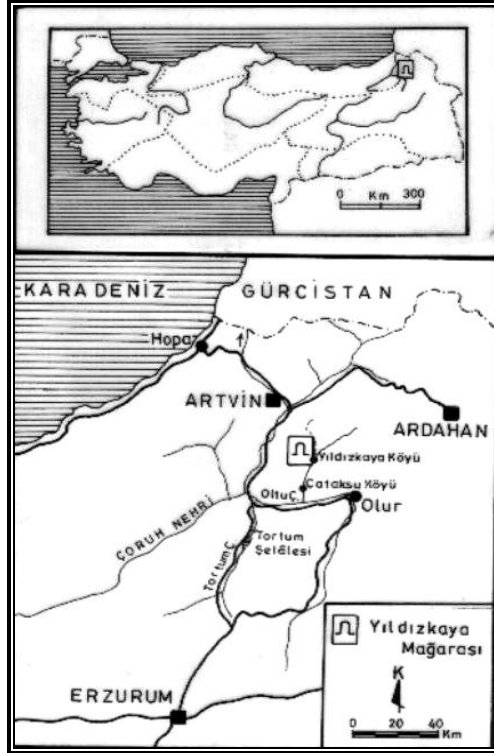 0 Km 300
KARADENİZ
GÜRCİSTAN
Hopa
ARTVİN
ARDAHAN
Yıldızkaya Köyü
Çataksu Köyü
Oltu Ç.
Olur
ÇORUH NEHRİ
Tortum
Şelâlesi
Tortum Ç.
ERZURUM
Yıldızkaya
Mağarası
K
0 20 40
Km